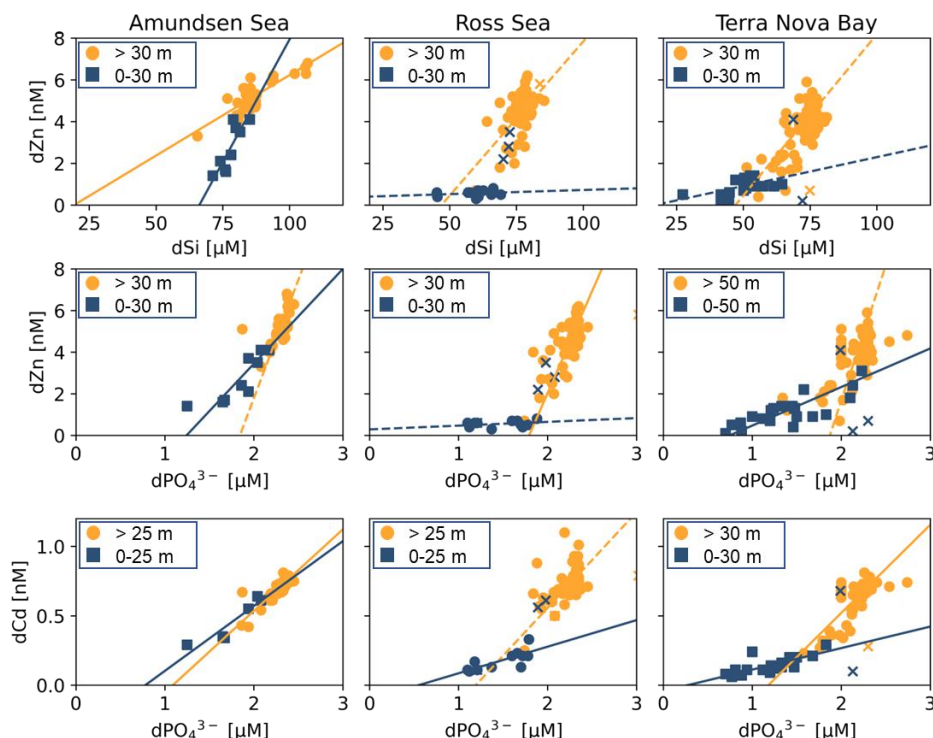 Amundsen Sea
Ross Sea
Terra Nova Bay
dZn [nM]
8
6
4
2
0
> 30 m
0-30 m
> 30 m
0-30 m
> 30 m
0-30 m
25 50 75 100
25 50 75 100
25 50 75 100
dSi [μM]
dSi [μM]
dSi [μM]
dZn [nM]
8
6
4
2
0
> 30 m
0-30 m
> 30 m
0-30 m
> 50 m
0-50 m
0 1 2 3
0 1 2 3
0 1 2 3
dPO₄³⁻ [μM]
dPO₄³⁻ [μM]
dPO₄³⁻ [μM]
dCd [nM]
1.0
0.5
0.0
> 25 m
0-25 m
> 25 m
0-25 m
> 30 m
0-30 m
0 1 2 3
0 1 2 3
0 1 2 3
dPO₄³⁻ [μM]
dPO₄³⁻ [μM]
dPO₄³⁻ [μM]